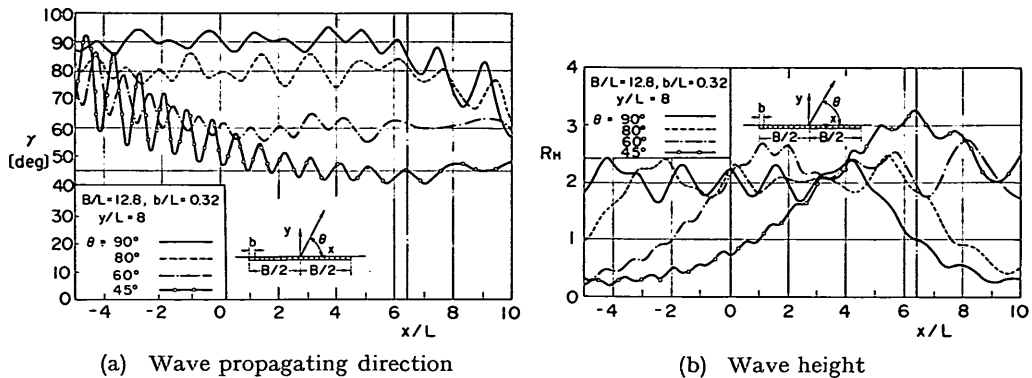 100
90
80
70
60
50
40
30
20
10
0
γ
[deg]
B/L=12.8, b/L=0.32
y/L=8
θ = 90°
80°
60°
45°
b
y
θ
x
B/2
B/2
-4
-2
0
2
4
6
8
10
x/L
(a) Wave propagating direction
4
3
2
1
0
RH
B/L=12.8, b/L=0.32
y/L=8
θ = 90°
80°
60°
45°
b
y
θ
x
B/2
B/2
-4
-2
0
2
4
6
8
10
x/L
(b) Wave height